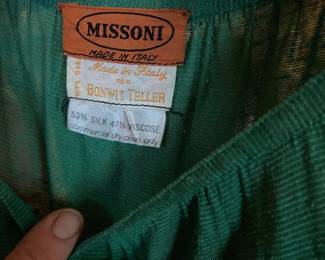 MISSONI
MADE IN ITALY
Made in Italy
FOR
BONWIT TELLER
53% SILK 47% VISCOSE
commercial dry clean only